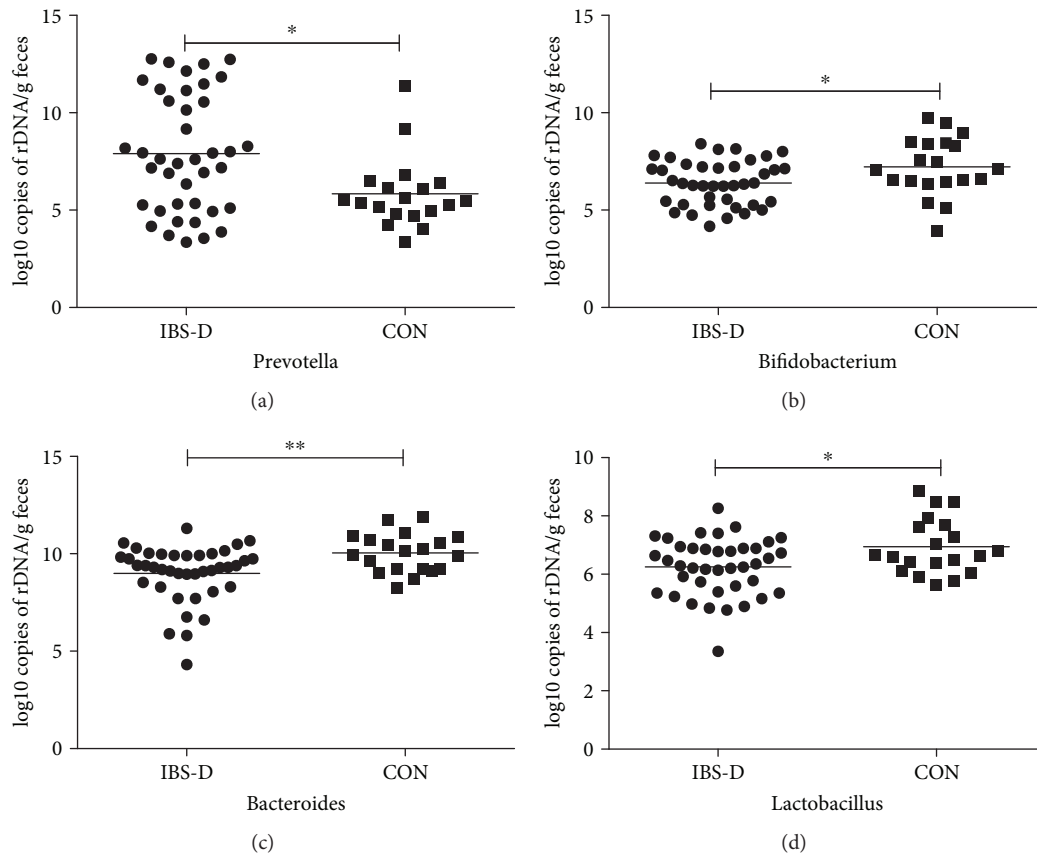 15
10
5
0
log10 copies of rDNA/g feces
*
IBS-D
CON
Prevotella
(a)
15
10
5
0
log10 copies of rDNA/g feces
*
IBS-D
CON
Bifidobacterium
(b)
15
10
5
0
log10 copies of rDNA/g feces
**
IBS-D
CON
Bacteroides
(c)
10
8
6
4
2
0
log10 copies of rDNA/g feces
*
IBS-D
CON
Lactobacillus
(d)